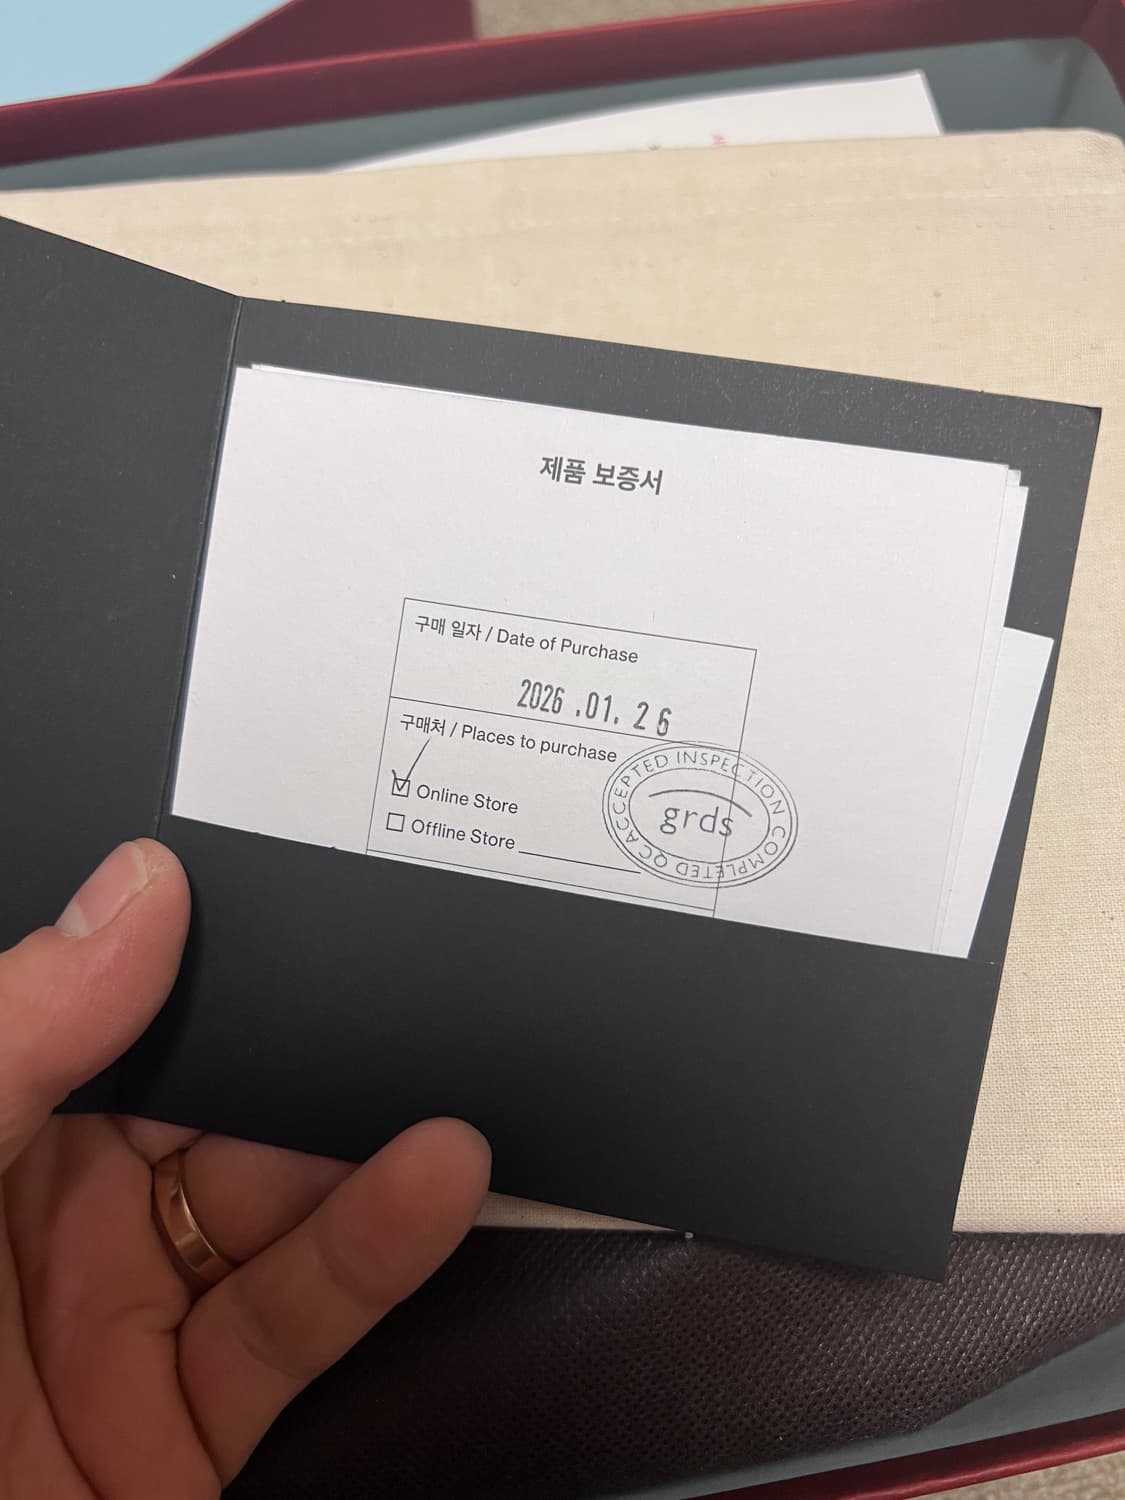 제품 보증서
구매 일자 / Date of Purchase
2026 .01. 26
구매처 / Places to purchase
Online Store
Offline Store
QC ACCEPTED INSPECTION COMPLETED
grds